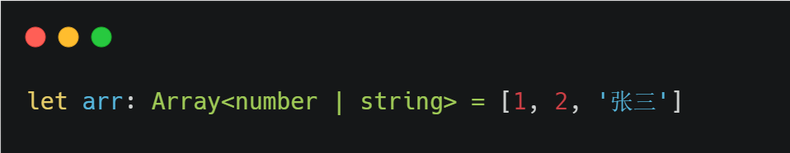 let arr: Array<number | string> = [1, 2, '张三']